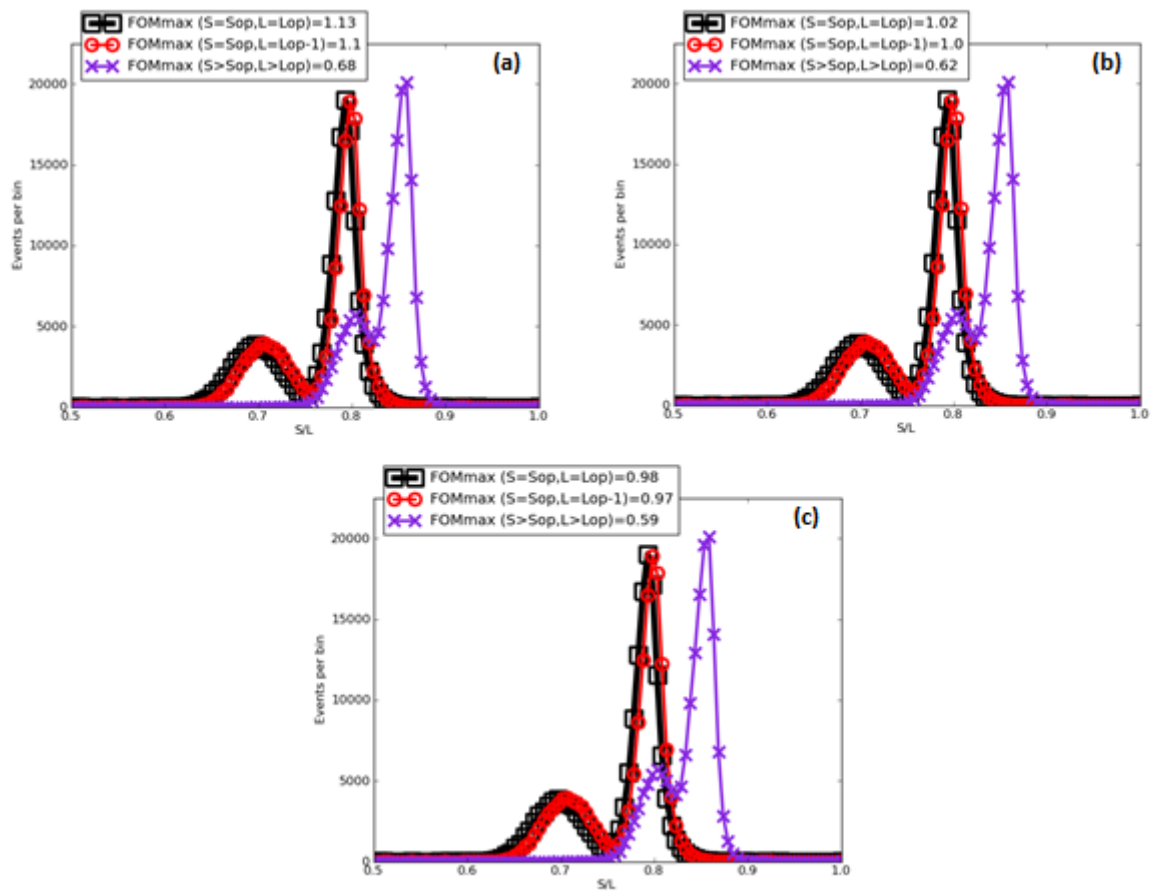 FOMmax (S=Sop,L=Lop)=1.13
FOMmax (S=Sop,L=Lop-1)=1.1
FOMmax (S>Sop,L>Lop)=0.68
(a)
20000
15000
10000
5000
0
Events per bin
0.5 0.6 0.7 0.8 0.9 1.0
S/L
FOMmax (S=Sop,L=Lop)=1.02
FOMmax (S=Sop,L=Lop-1)=1.0
FOMmax (S>Sop,L>Lop)=0.62
(b)
20000
15000
10000
5000
0
Events per bin
0.5 0.6 0.7 0.8 0.9 1.0
S/L
FOMmax (S=Sop,L=Lop)=0.98
FOMmax (S=Sop,L=Lop-1)=0.97
FOMmax (S>Sop,L>Lop)=0.59
(c)
20000
15000
10000
5000
0
Events per bin
0.5 0.6 0.7 0.8 0.9 1.0
S/L